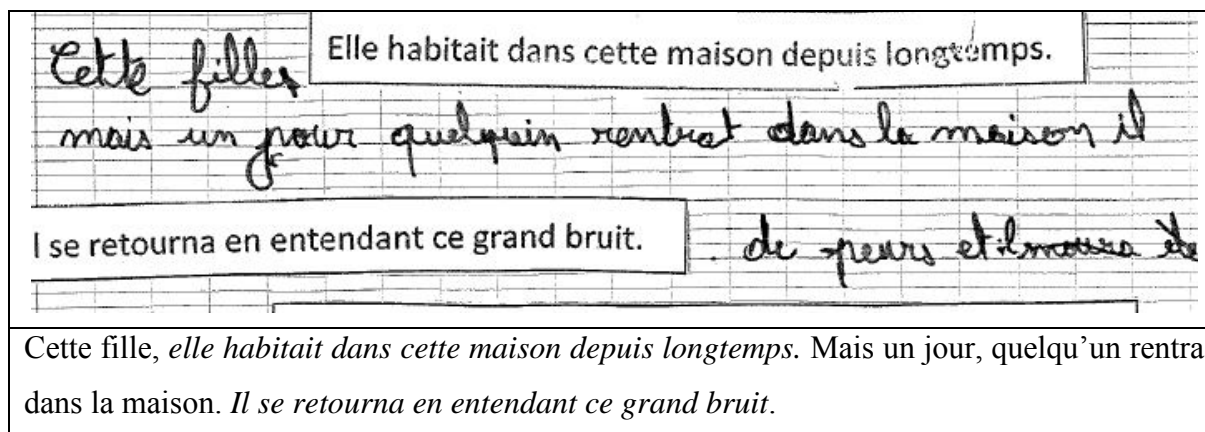 Cette filles Elle habitait dans cette maison depuis longtemps.
mais un jour quelquin rentrat dans la maison il
l se retourna en entendant ce grand bruit. de peurs et il moura de
Cette fille, elle habitait dans cette maison depuis longtemps. Mais un jour, quelqu’un rentra
dans la maison. Il se retourna en entendant ce grand bruit.